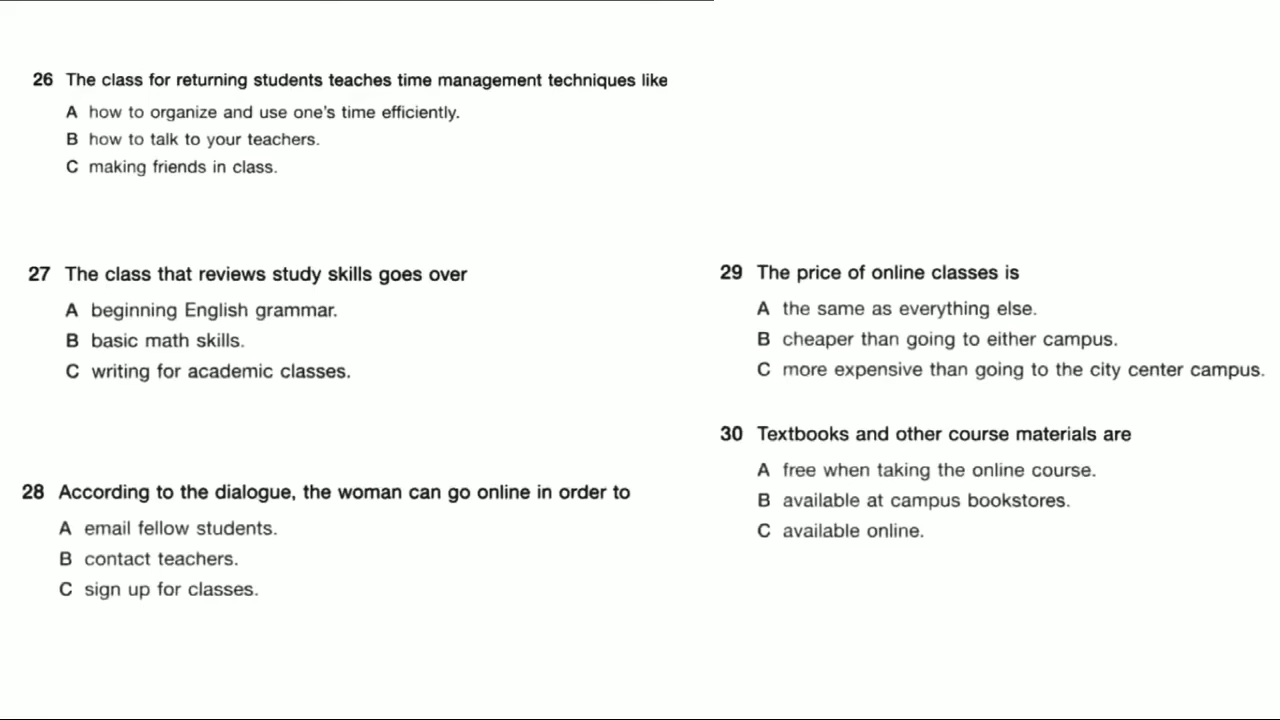 26 The class for returning students teaches time management techniques like
A how to organize and use one's time efficiently.
B how to talk to your teachers.
C making friends in class.
27 The class that reviews study skills goes over
A beginning English grammar.
B basic math skills.
C writing for academic classes.
28 According to the dialogue, the woman can go online in order to
A email fellow students.
B contact teachers.
C sign up for classes.
29 The price of online classes is
A the same as everything else.
B cheaper than going to either campus.
C more expensive than going to the city center campus.
30 Textbooks and other course materials are
A free when taking the online course.
B available at campus bookstores.
C available online.